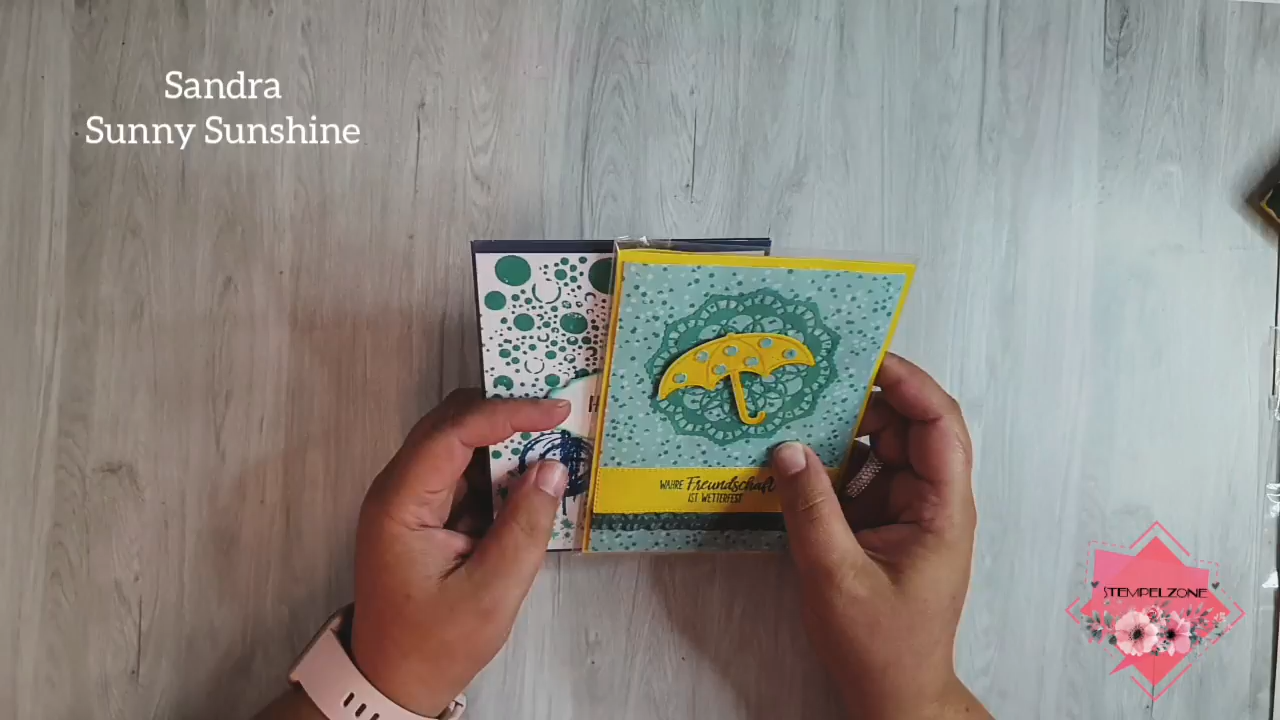 Sandra
Sunny Sunshine
WAHRE Freundschaft
IST WETTERFEST
STEMPELZONE